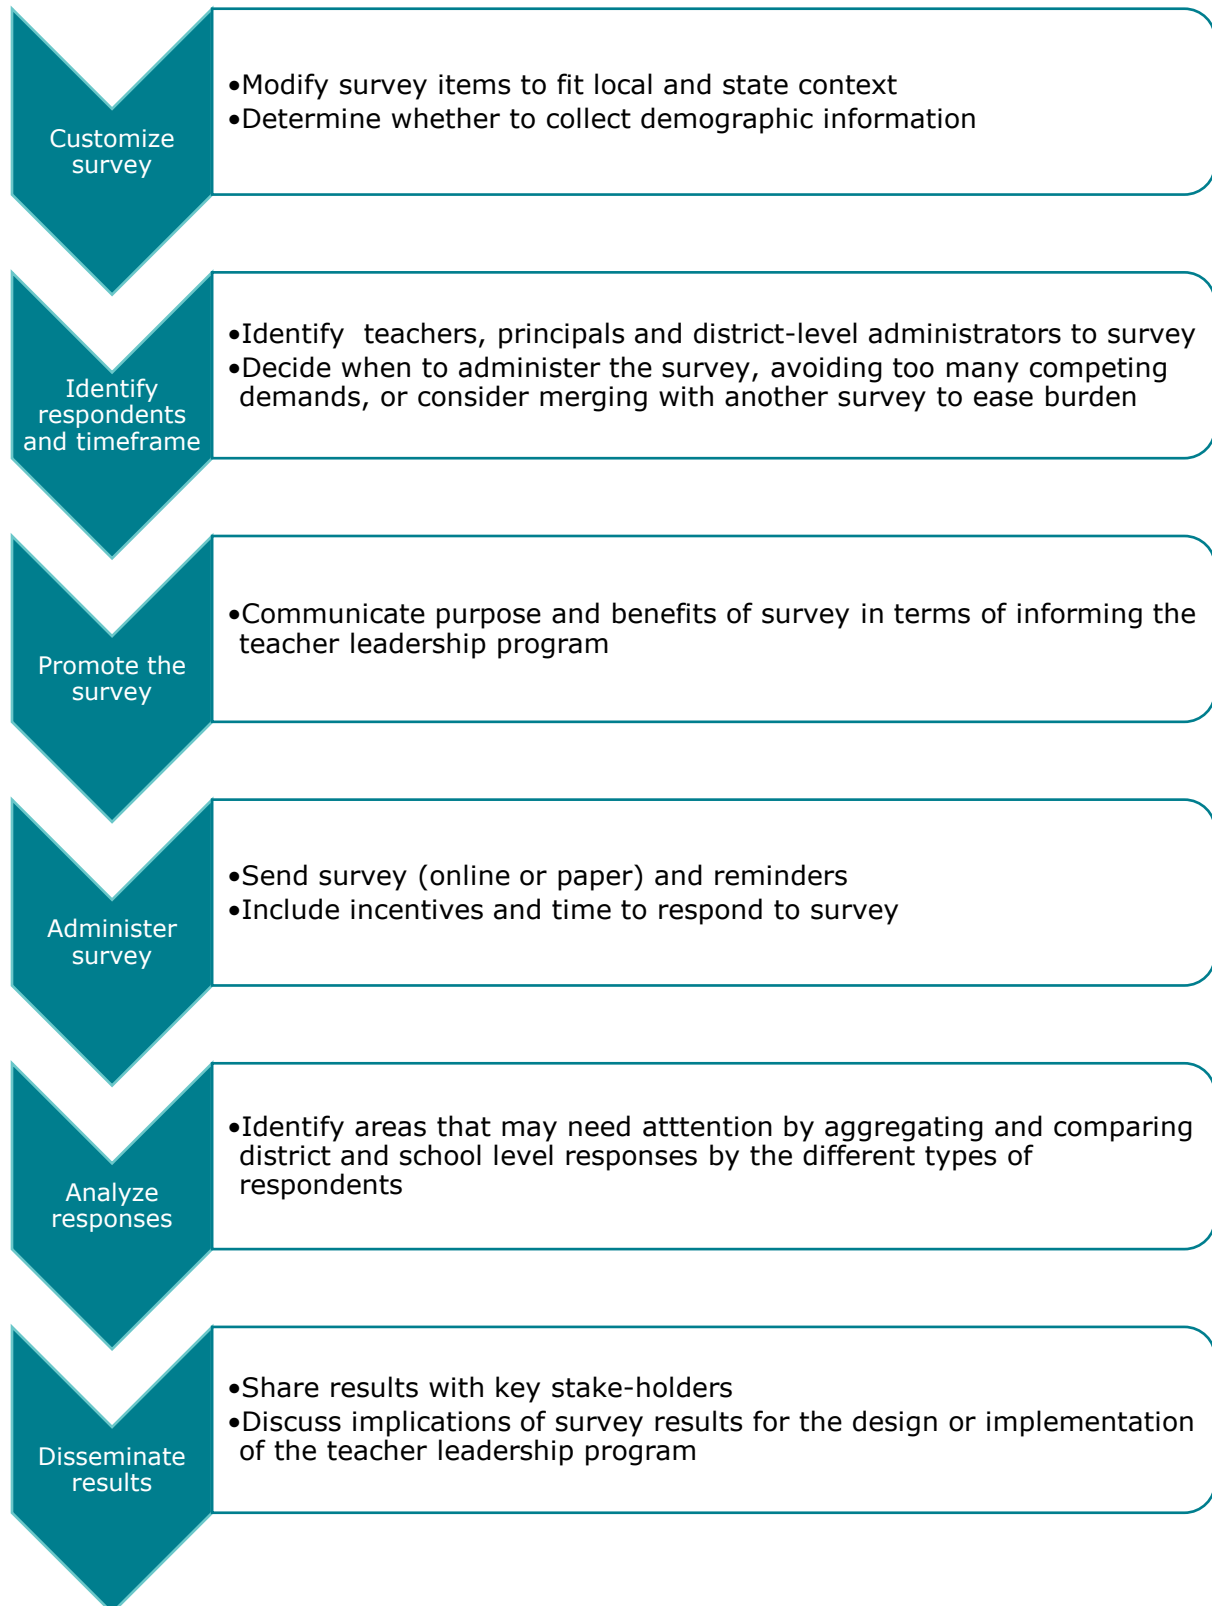 Customize
survey
•Modify survey items to fit local and state context
•Determine whether to collect demographic information
Identify
respondents
and timeframe
•Identify  teachers, principals and district-level administrators to survey
•Decide when to administer the survey, avoiding too many competing
demands, or consider merging with another survey to ease burden
Promote the
survey
•Communicate purpose and benefits of survey in terms of informing the
teacher leadership program
Administer
survey
•Send survey (online or paper) and reminders
•Include incentives and time to respond to survey
Analyze
responses
•Identify areas that may need atttention by aggregating and comparing
district and school level responses by the different types of
respondents
Disseminate
results
•Share results with key stake-holders
•Discuss implications of survey results for the design or implementation
of the teacher leadership program